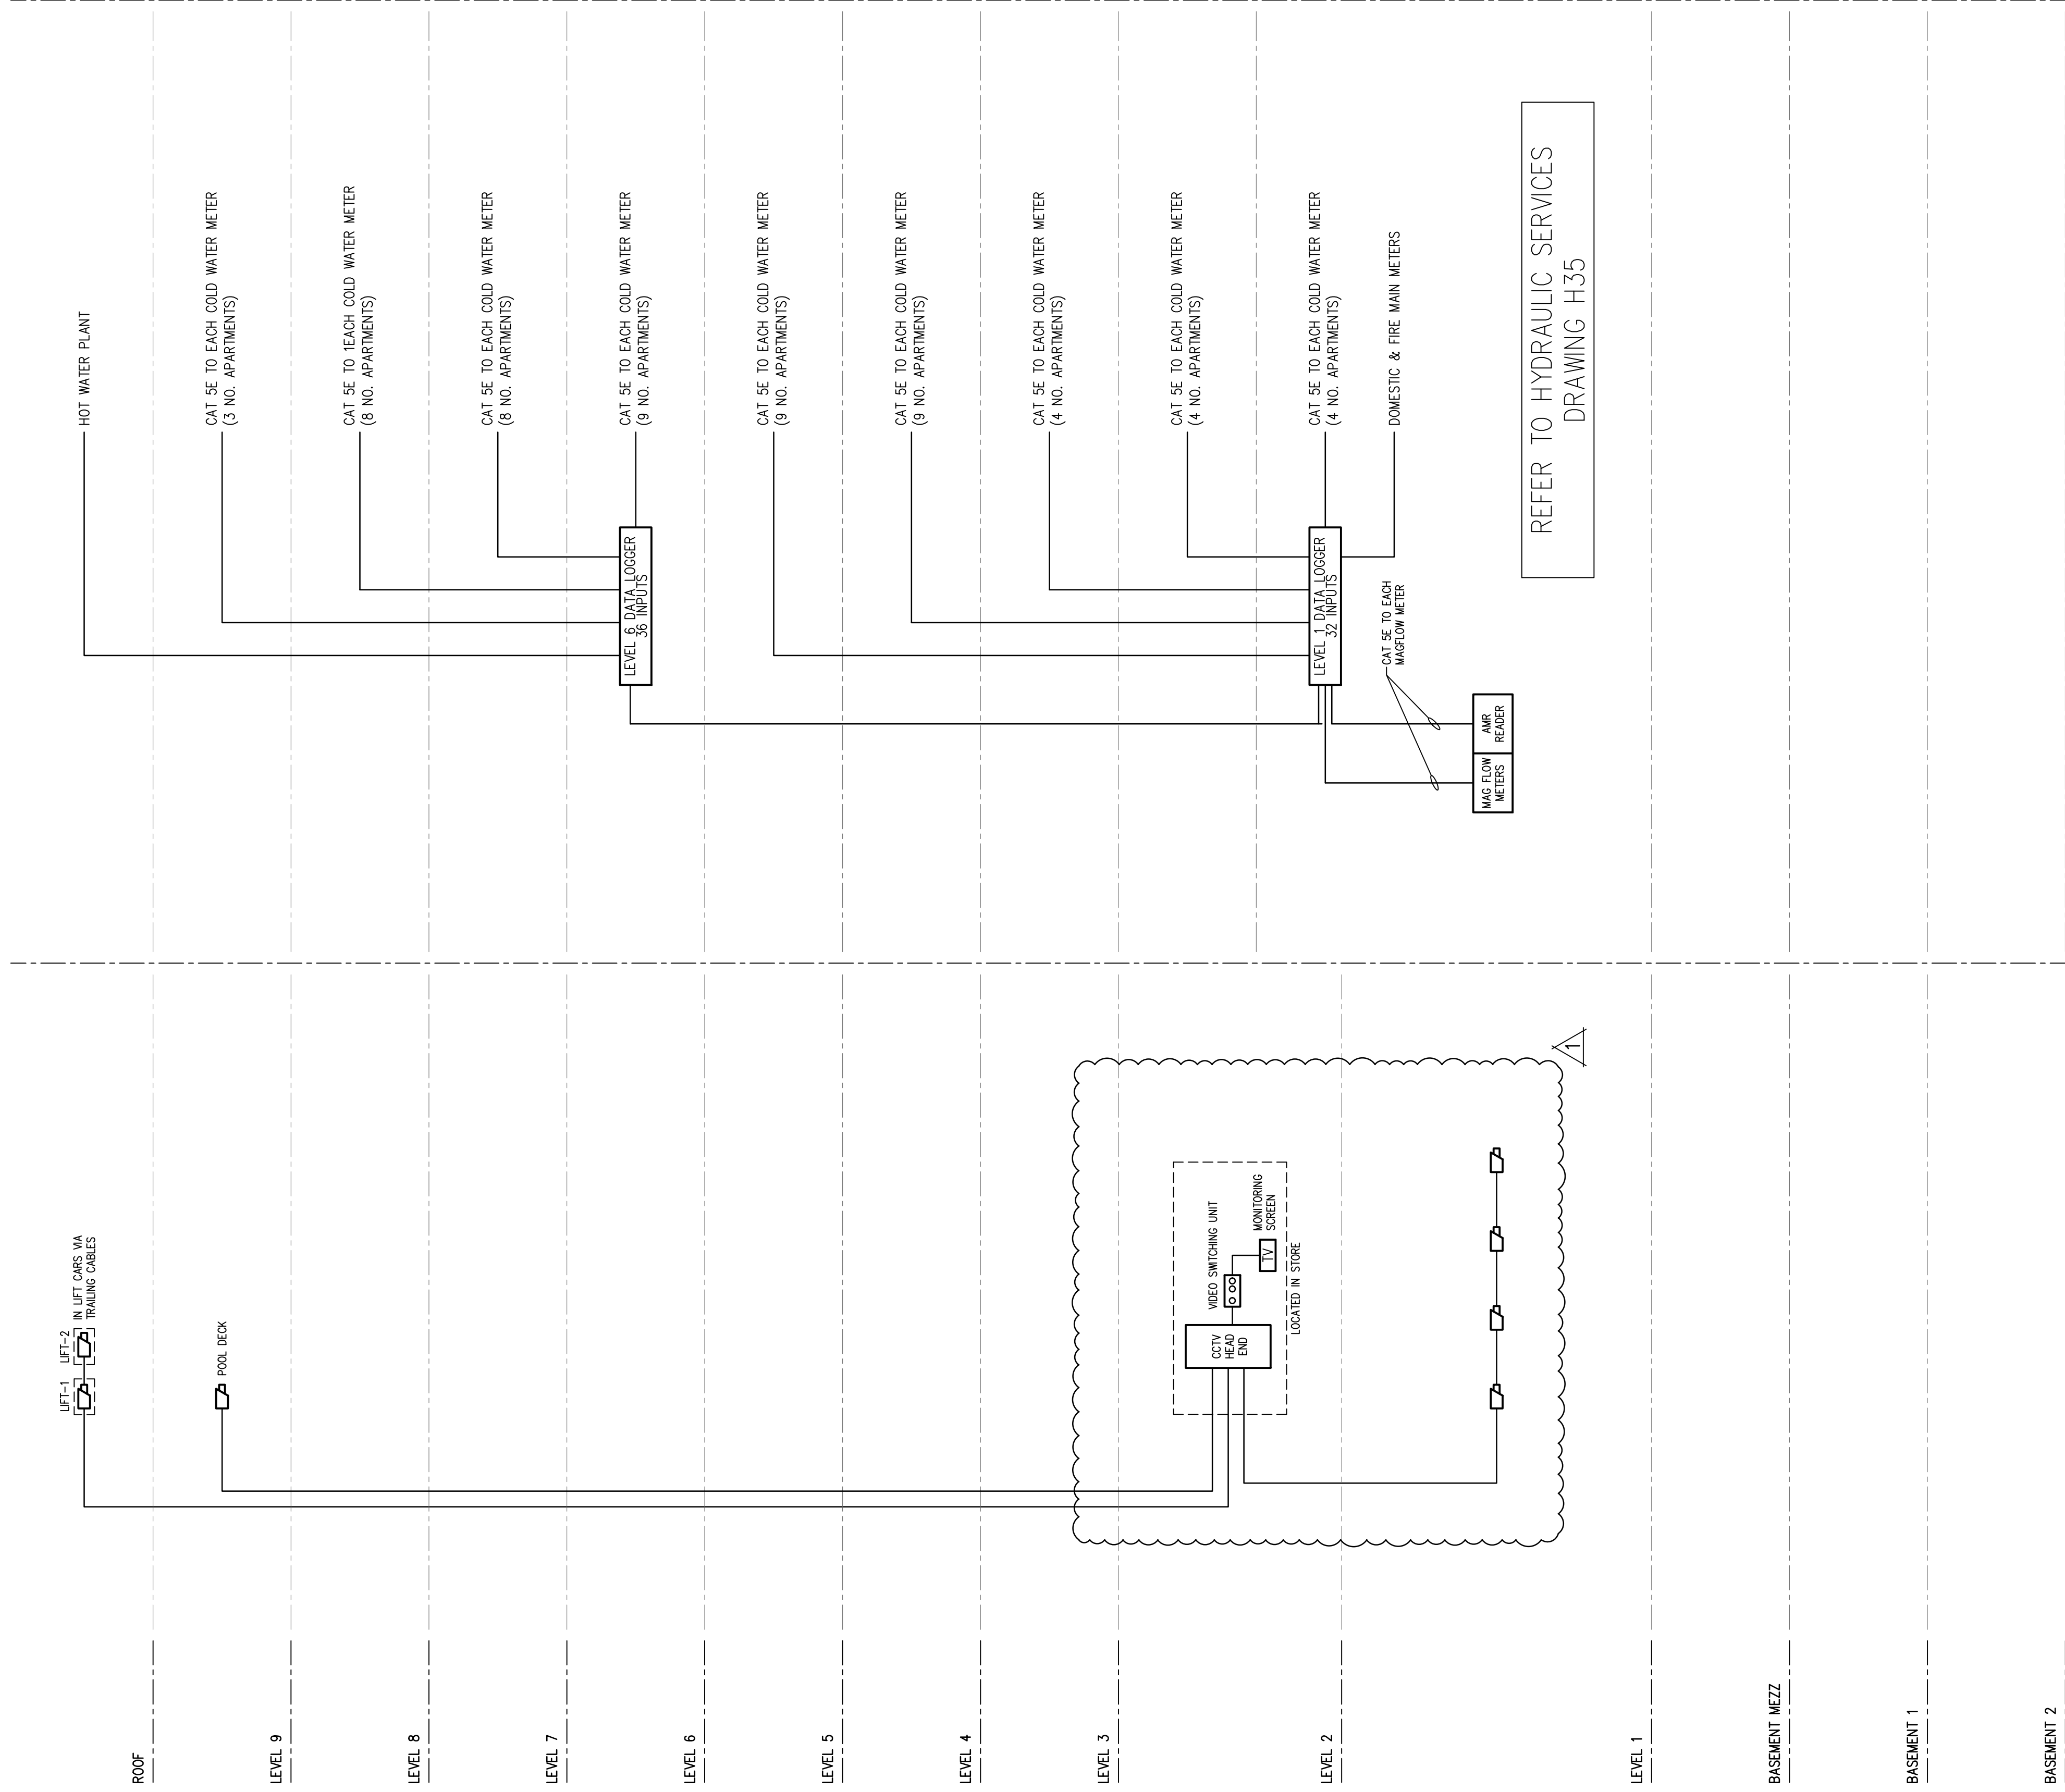 HOT WATER PLANT
CAT 5E TO EACH COLD WATER METER
(3 NO. APARTMENTS)
CAT 5E TO 1EACH COLD WATER METER
(8 NO. APARTMENTS)
CAT 5E TO EACH COLD WATER METER
(8 NO. APARTMENTS)
CAT 5E TO EACH COLD WATER METER
(9 NO. APARTMENTS)
CAT 5E TO EACH COLD WATER METER
(9 NO. APARTMENTS)
CAT 5E TO EACH COLD WATER METER
(9 NO. APARTMENTS)
CAT 5E TO EACH COLD WATER METER
(4 NO. APARTMENTS)
CAT 5E TO EACH COLD WATER METER
(4 NO. APARTMENTS)
CAT 5E TO EACH COLD WATER METER
(4 NO. APARTMENTS)
DOMESTIC & FIRE MAIN METERS
REFER TO HYDRAULIC SERVICES
DRAWING H35
LEVEL 6 DATA LOGGER
36 INPUTS
LEVEL 1 DATA LOGGER
32 INPUTS
CAT 5E TO EACH
MAGFLOW METER
AMR
READER
MAG FLOW
METERS
LIFT-1
LIFT-2
IN LIFT CARS VIA
TRAILING CABLES
POOL DECK
VIDEO SWITCHING UNIT
MONITORING
SCREEN
TV
CCTV
HEAD
END
LOCATED IN STORE
1
ROOF
LEVEL 9
LEVEL 8
LEVEL 7
LEVEL 6
LEVEL 5
LEVEL 4
LEVEL 3
LEVEL 2
LEVEL 1
BASEMENT MEZZ
BASEMENT 1
BASEMENT 2